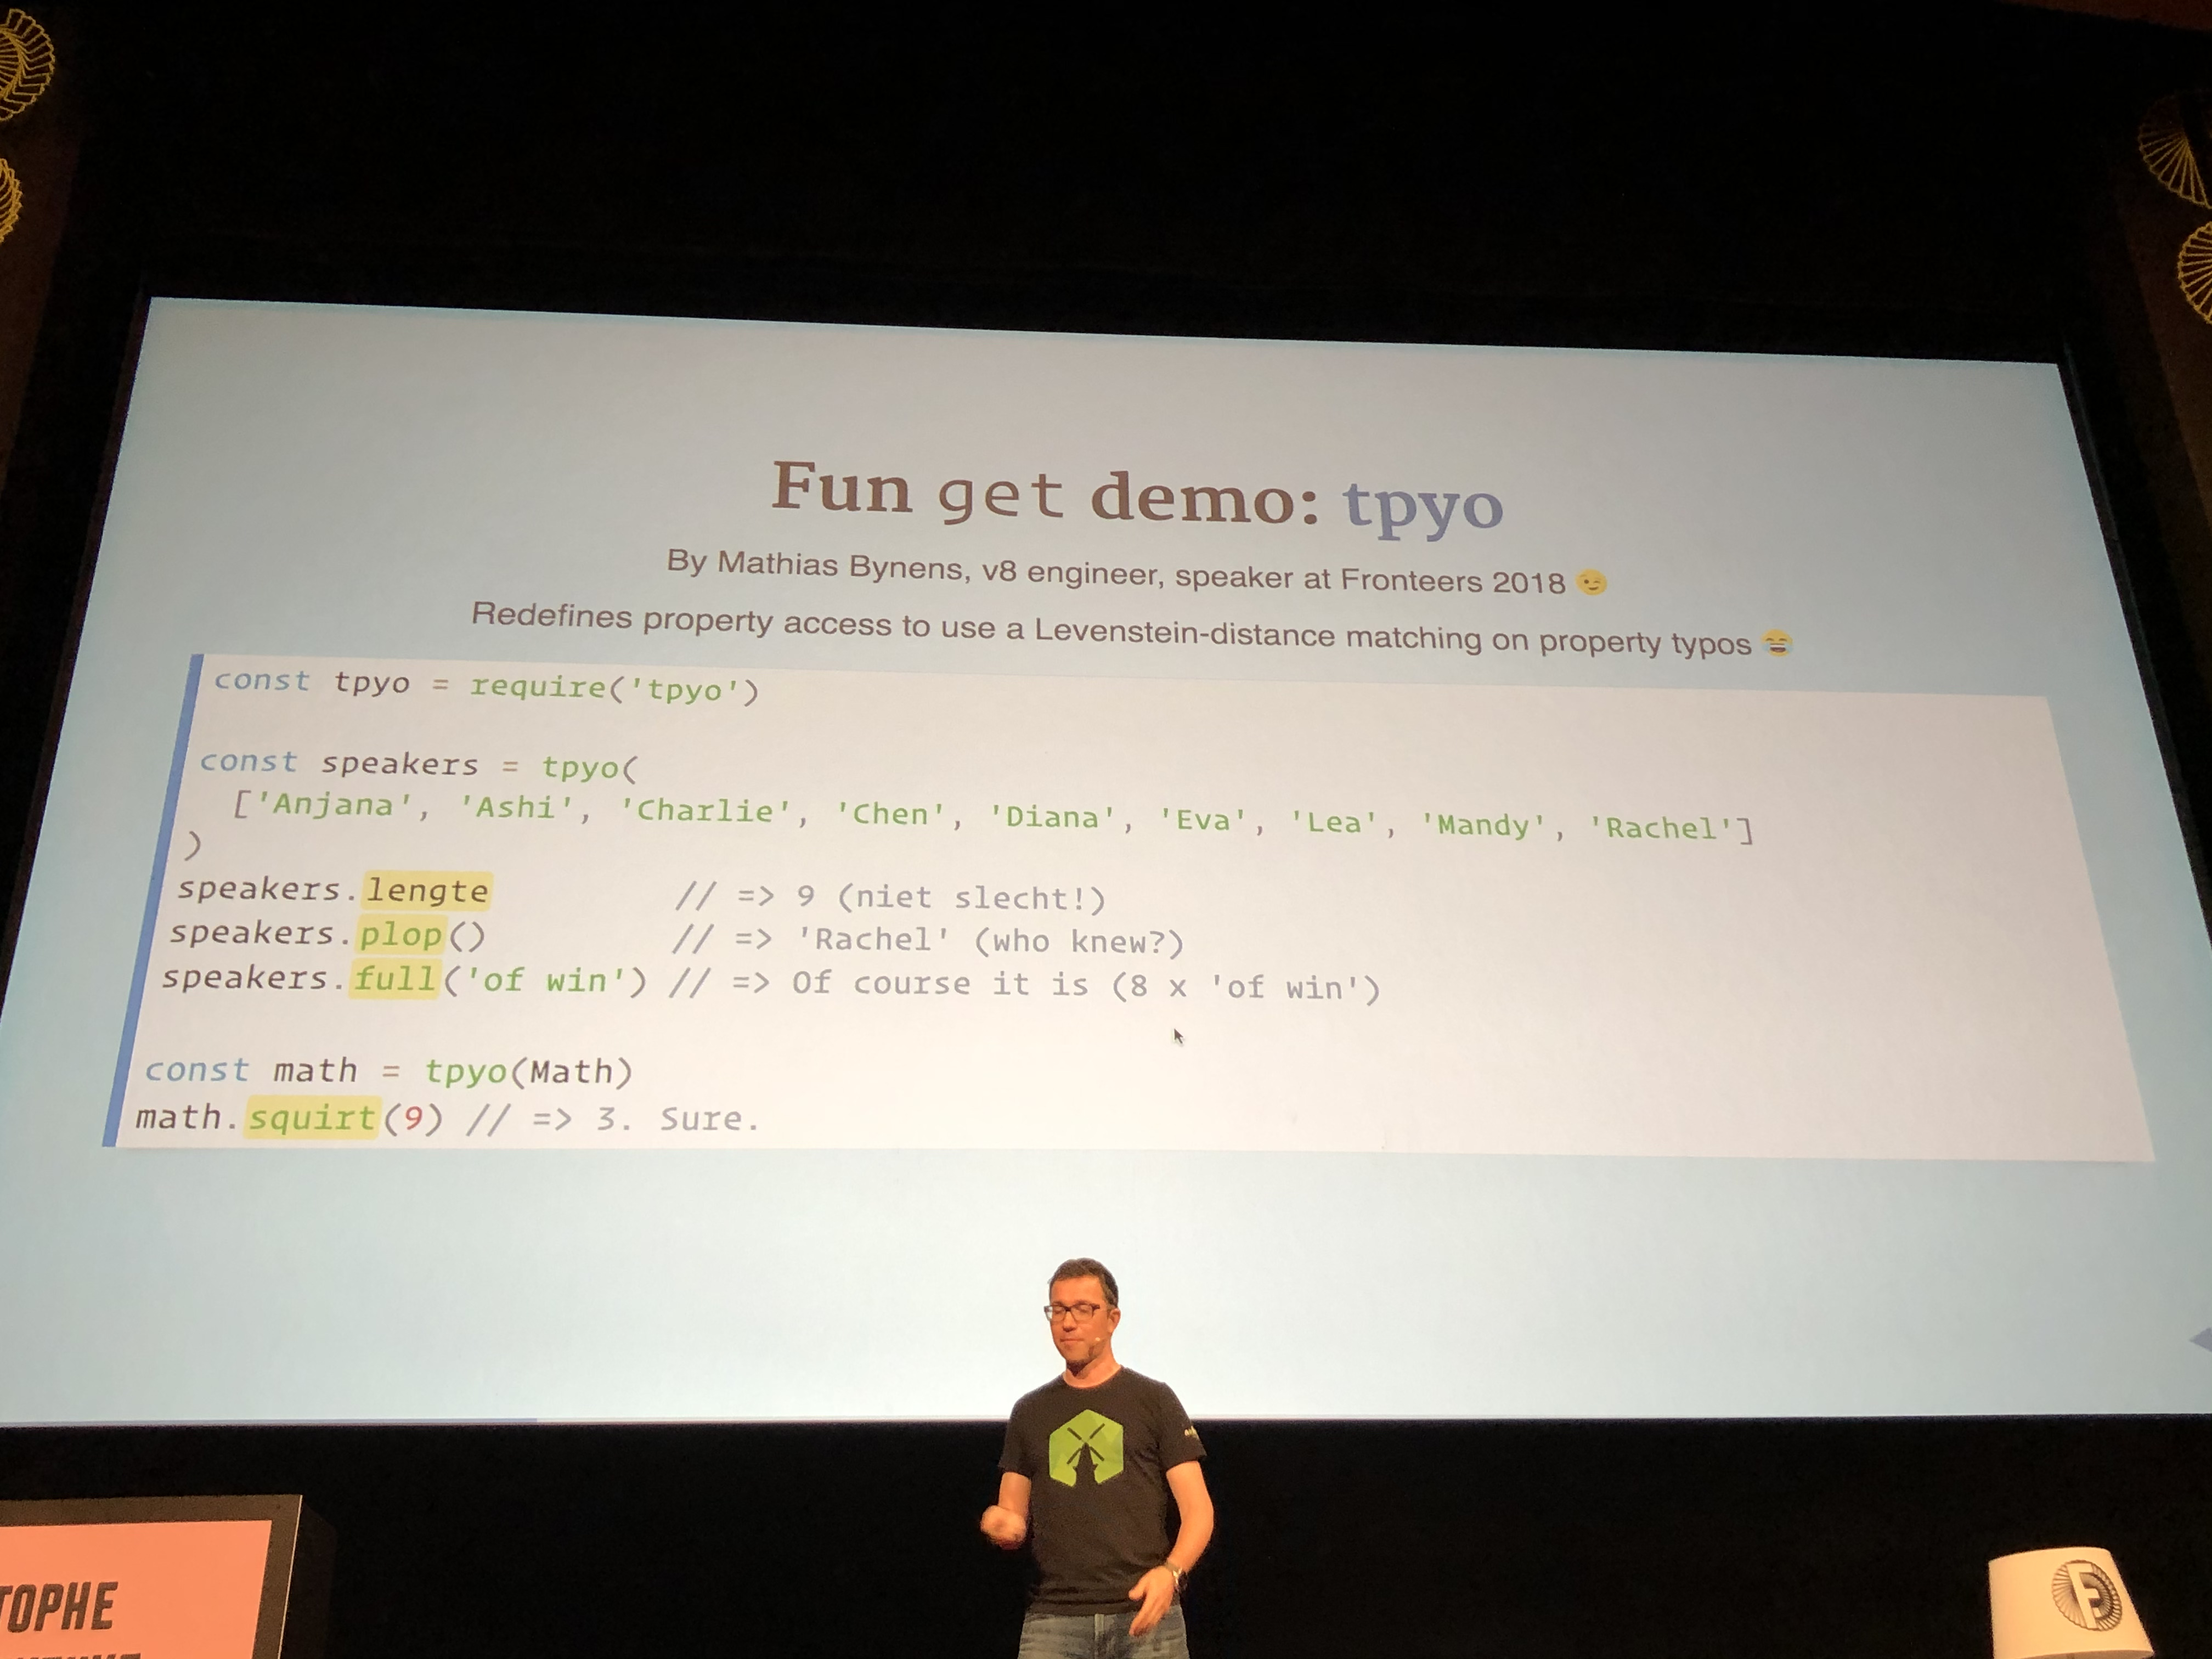 Fun get demo: tpyo
By Mathias Bynens, v8 engineer, speaker at Fronteers 2018 😉
Redefines property access to use a Levenstein-distance matching on property typos 😄
const tpyo = require('tpyo')
const speakers = tpyo(
['Anjana', 'Ashi', 'Charlie', 'Chen', 'Diana', 'Eva', 'Lea', 'Mandy', 'Rachel']
)
speakers.lengte // => 9 (niet slecht!)
speakers.plop() // => 'Rachel' (who knew?)
speakers.full('of win') // => Of course it is (8 x 'of win')
const math = tpyo(Math)
math.squirt(9) // => 3. Sure.
TOPHE
F